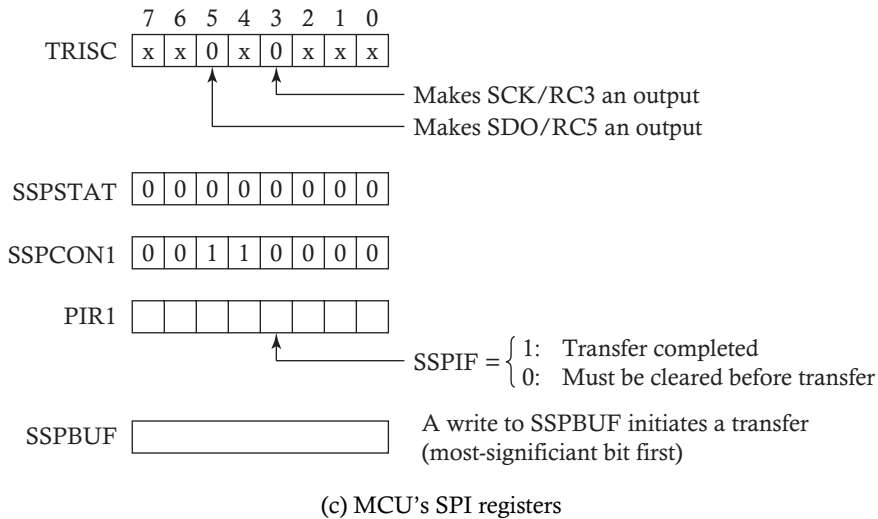 7 6 5 4 3 2 1 0
TRISC x x 0 x 0 x x x
Makes SCK/RC3 an output
Makes SDO/RC5 an output
SSPSTAT 0 0 0 0 0 0 0 0
SSPCON1 0 0 1 1 0 0 0 0
PIR1
SSPIF = { 1: Transfer completed
0: Must be cleared before transfer
SSPBUF
A write to SSPBUF initiates a transfer
(most-significiant bit first)
(c) MCU's SPI registers